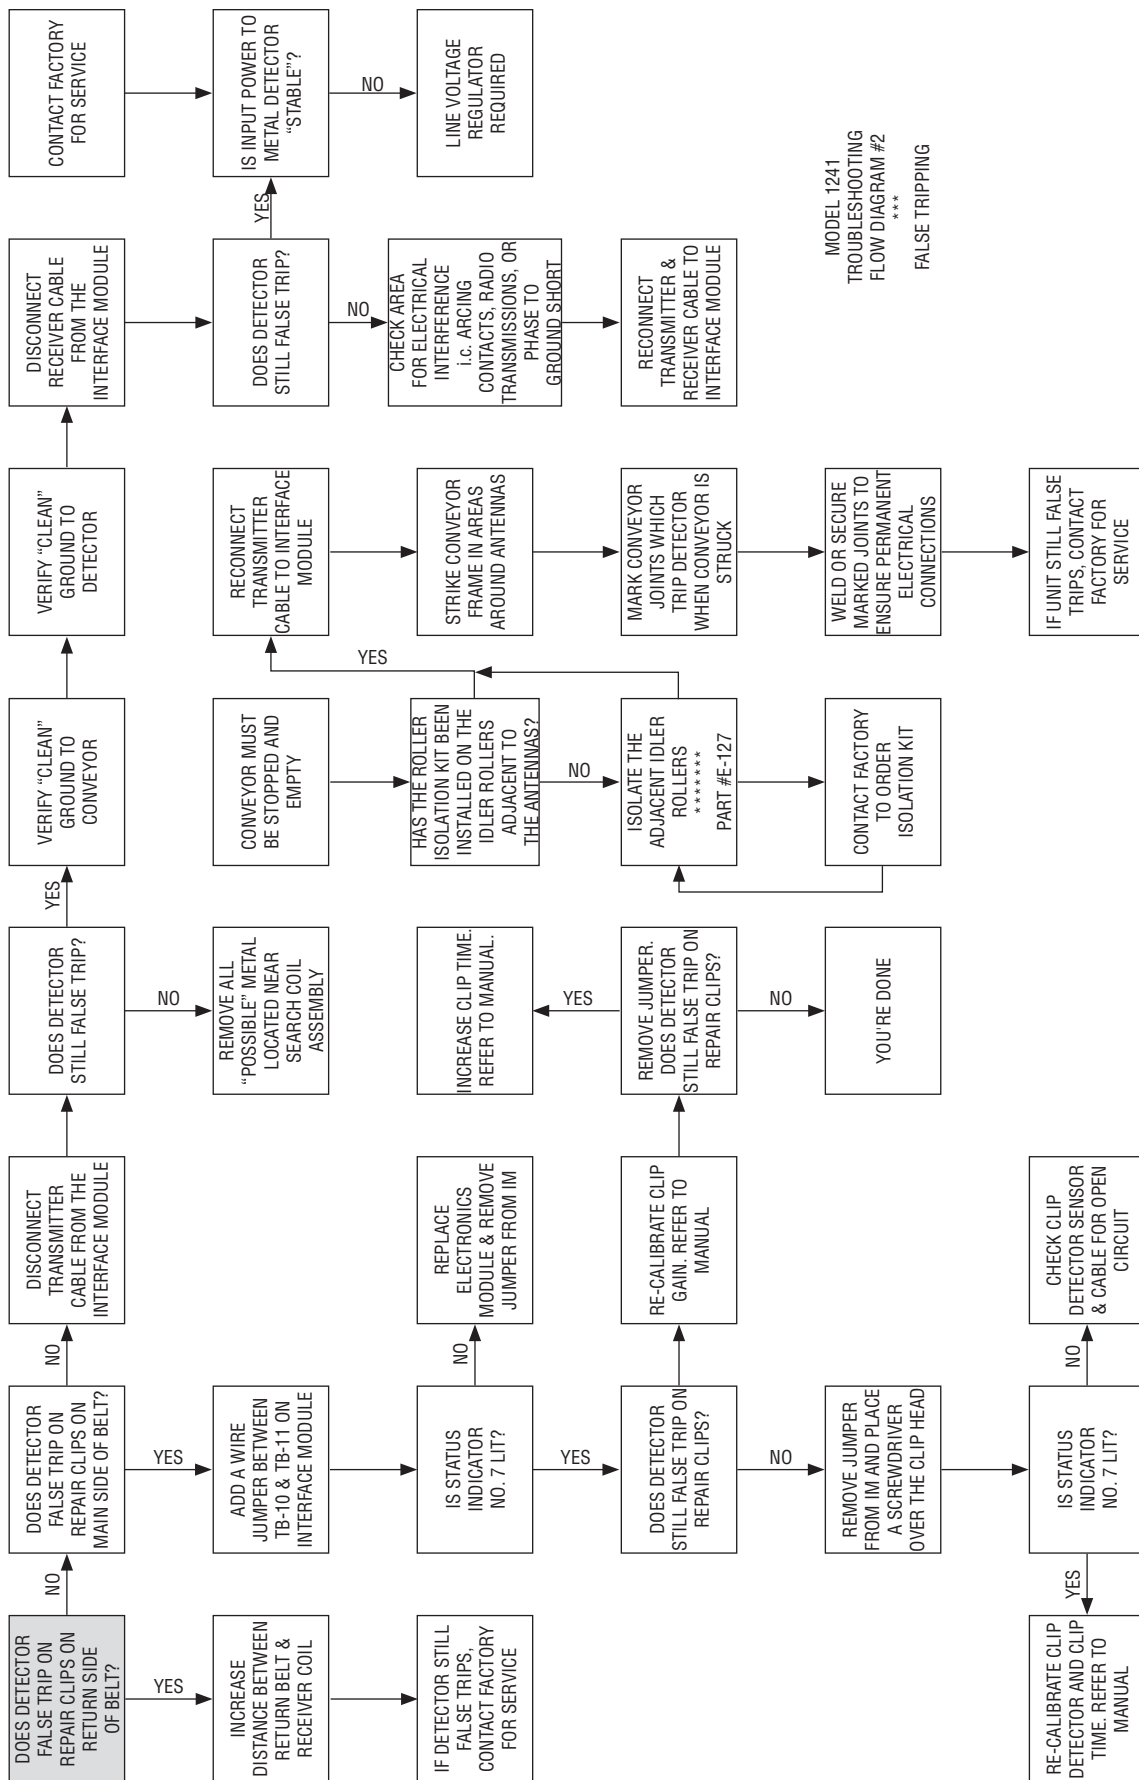 DOES DETECTOR
FALSE TRIP ON
REPAIR CLIPS ON
RETURN SIDE
OF BELT?
NO
YES
INCREASE
DISTANCE BETWEEN
RETURN BELT &
RECEIVER COIL
IF DETECTOR STILL
FALSE TRIPS,
CONTACT FACTORY
FOR SERVICE
DOES DETECTOR
FALSE TRIP ON
REPAIR CLIPS ON
MAIN SIDE OF BELT?
NO
YES
ADD A WIRE
JUMPER BETWEEN
TB-10 & TB-11 ON
INTERFACE MODULE
IS STATUS
INDICATOR
NO. 7 LIT?
NO
YES
REPLACE
ELECTRONICS
MODULE & REMOVE
JUMPER FROM IM
DOES DETECTOR
STILL FALSE TRIP ON
REPAIR CLIPS?
NO
RE-CALIBRATE CLIP
GAIN. REFER TO
MANUAL
REMOVE JUMPER.
DOES DETECTOR
STILL FALSE TRIP ON
REPAIR CLIPS?
YES
NO
INCREASE CLIP TIME.
REFER TO MANUAL.
YOU'RE DONE
REMOVE JUMPER
FROM IM AND PLACE
A SCREWDRIVER
OVER THE CLIP HEAD
IS STATUS
INDICATOR
NO. 7 LIT?
NO
YES
CHECK CLIP
DETECTOR SENSOR
& CABLE FOR OPEN
CIRCUIT
RE-CALIBRATE CLIP
DETECTOR AND CLIP
TIME. REFER TO
MANUAL
DISCONNECT
TRANSMITTER
CABLE FROM THE
INTERFACE MODULE
DOES DETECTOR
STILL FALSE TRIP?
YES
NO
REMOVE ALL
“POSSIBLE” METAL
LOCATED NEAR
SEARCH COIL
ASSEMBLY
VERIFY “CLEAN”
GROUND TO
CONVEYOR
VERIFY “CLEAN”
GROUND TO
DETECTOR
DISCONNECT
RECEIVER CABLE
FROM THE
INTERFACE MODULE
DOES DETECTOR
STILL FALSE TRIP?
YES
NO
CHECK AREA
FOR ELECTRICAL
INTERFERENCE
i.c. ARCING
CONTACTS, RADIO
TRANSMISSIONS, OR
PHASE TO
GROUND SHORT
RECONNECT
TRANSMITTER &
RECEIVER CABLE TO
INTERFACE MODULE
CONTACT FACTORY
FOR SERVICE
IS INPUT POWER TO
METAL DETECTOR
“STABLE”?
NO
LINE VOLTAGE
REGULATOR
REQUIRED
CONVEYOR MUST
BE STOPPED AND
EMPTY
HAS THE ROLLER
ISOLATION KIT BEEN
INSTALLED ON THE
IDLER ROLLERS
ADJACENT TO
THE ANTENNAS?
YES
NO
ISOLATE THE
ADJACENT IDLER
ROLLERS
*******
PART #E-127
CONTACT FACTORY
TO ORDER
ISOLATION KIT
RECONNECT
TRANSMITTER
CABLE TO INTERFACE
MODULE
STRIKE CONVEYOR
FRAME IN AREAS
AROUND ANTENNAS
MARK CONVEYOR
JOINTS WHICH
TRIP DETECTOR
WHEN CONVEYOR IS
STRUCK
WELD OR SECURE
MARKED JOINTS TO
ENSURE PERMANENT
ELECTRICAL
CONNECTIONS
IF UNIT STILL FALSE
TRIPS, CONTACT
FACTORY FOR
SERVICE
MODEL 1241
TROUBLESHOOTING
FLOW DIAGRAM #2
***
FALSE TRIPPING